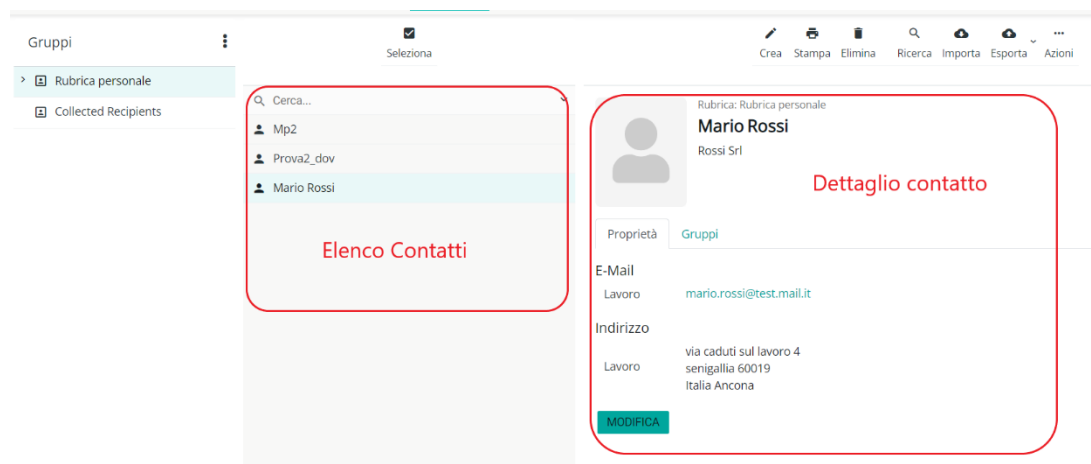 Gruppi
Rubrica personale
Collected Recipients
Seleziona
Crea Stampa Elimina Ricerca Importa Esporta Azioni
Cerca...
Mp2
Prova2_dov
Mario Rossi
Elenco Contatti
Rubrica: Rubrica personale
Mario Rossi
Rossi Srl
Dettaglio contatto
Proprietà Gruppi
E-Mail
Lavoro mario.rossi@test.mail.it
Indirizzo
via caduti sul lavoro 4
Lavoro senigallia 60019
Italia Ancona
MODIFICA